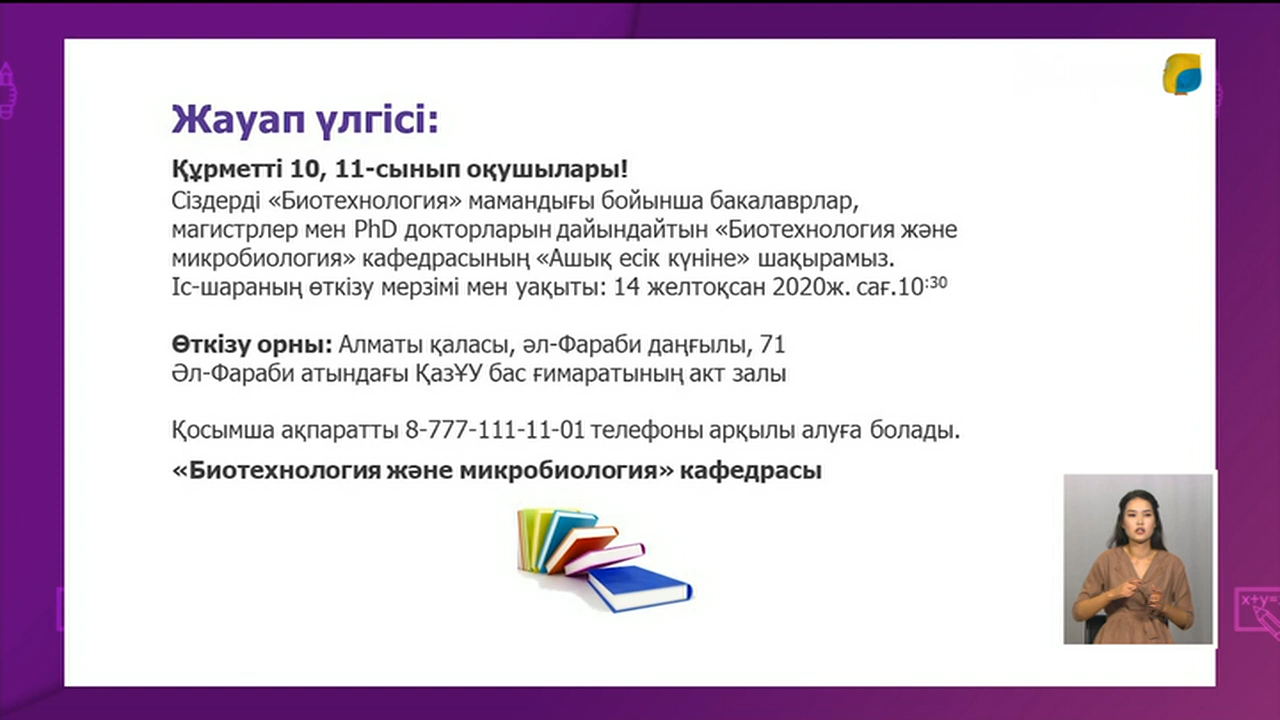 Жауап үлгісі:
Құрметті 10, 11-сынып оқушылары!
Сіздерді «Биотехнология» мамандығы бойынша бакалаврлар,
магистрлер мен PhD докторларын дайындайтын «Биотехнология және
микробиология» кафедрасының «Ашық есік күніне» шақырамыз.
Іс-шараның өткізу мерзімі мен уақыты: 14 желтоқсан 2020ж. сағ.10:30
Өткізу орны: Алматы қаласы, әл-Фараби даңғылы, 71
Әл-Фараби атындағы ҚазҰУ бас ғимаратының акт залы
Қосымша ақпаратты 8-777-111-11-01 телефоны арқылы алуға болады.
«Биотехнология және микробиология» кафедрасы
x+y=